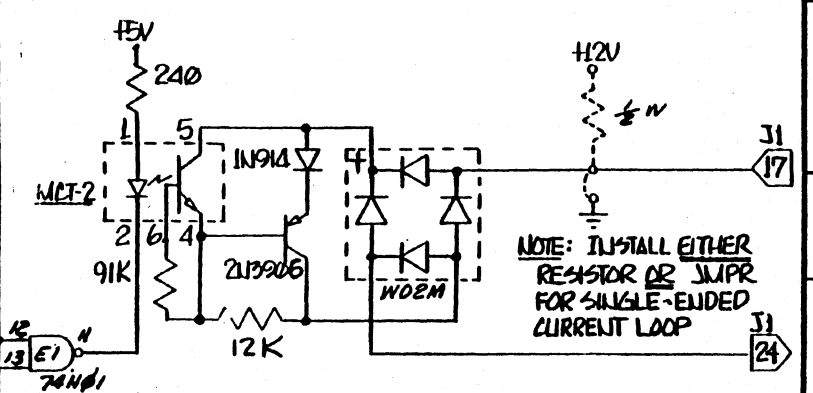 +5V
240
+12V
½ W
J1
17
1
5
1N914
+
MCT-2
2
6
4
91K
2N3906
W02M
NOTE: INSTALL EITHER
RESISTOR OR JMPR
FOR SINGLE-ENDED
CURRENT LOOP
12K
J1
24
12
13
E1
11
74H01